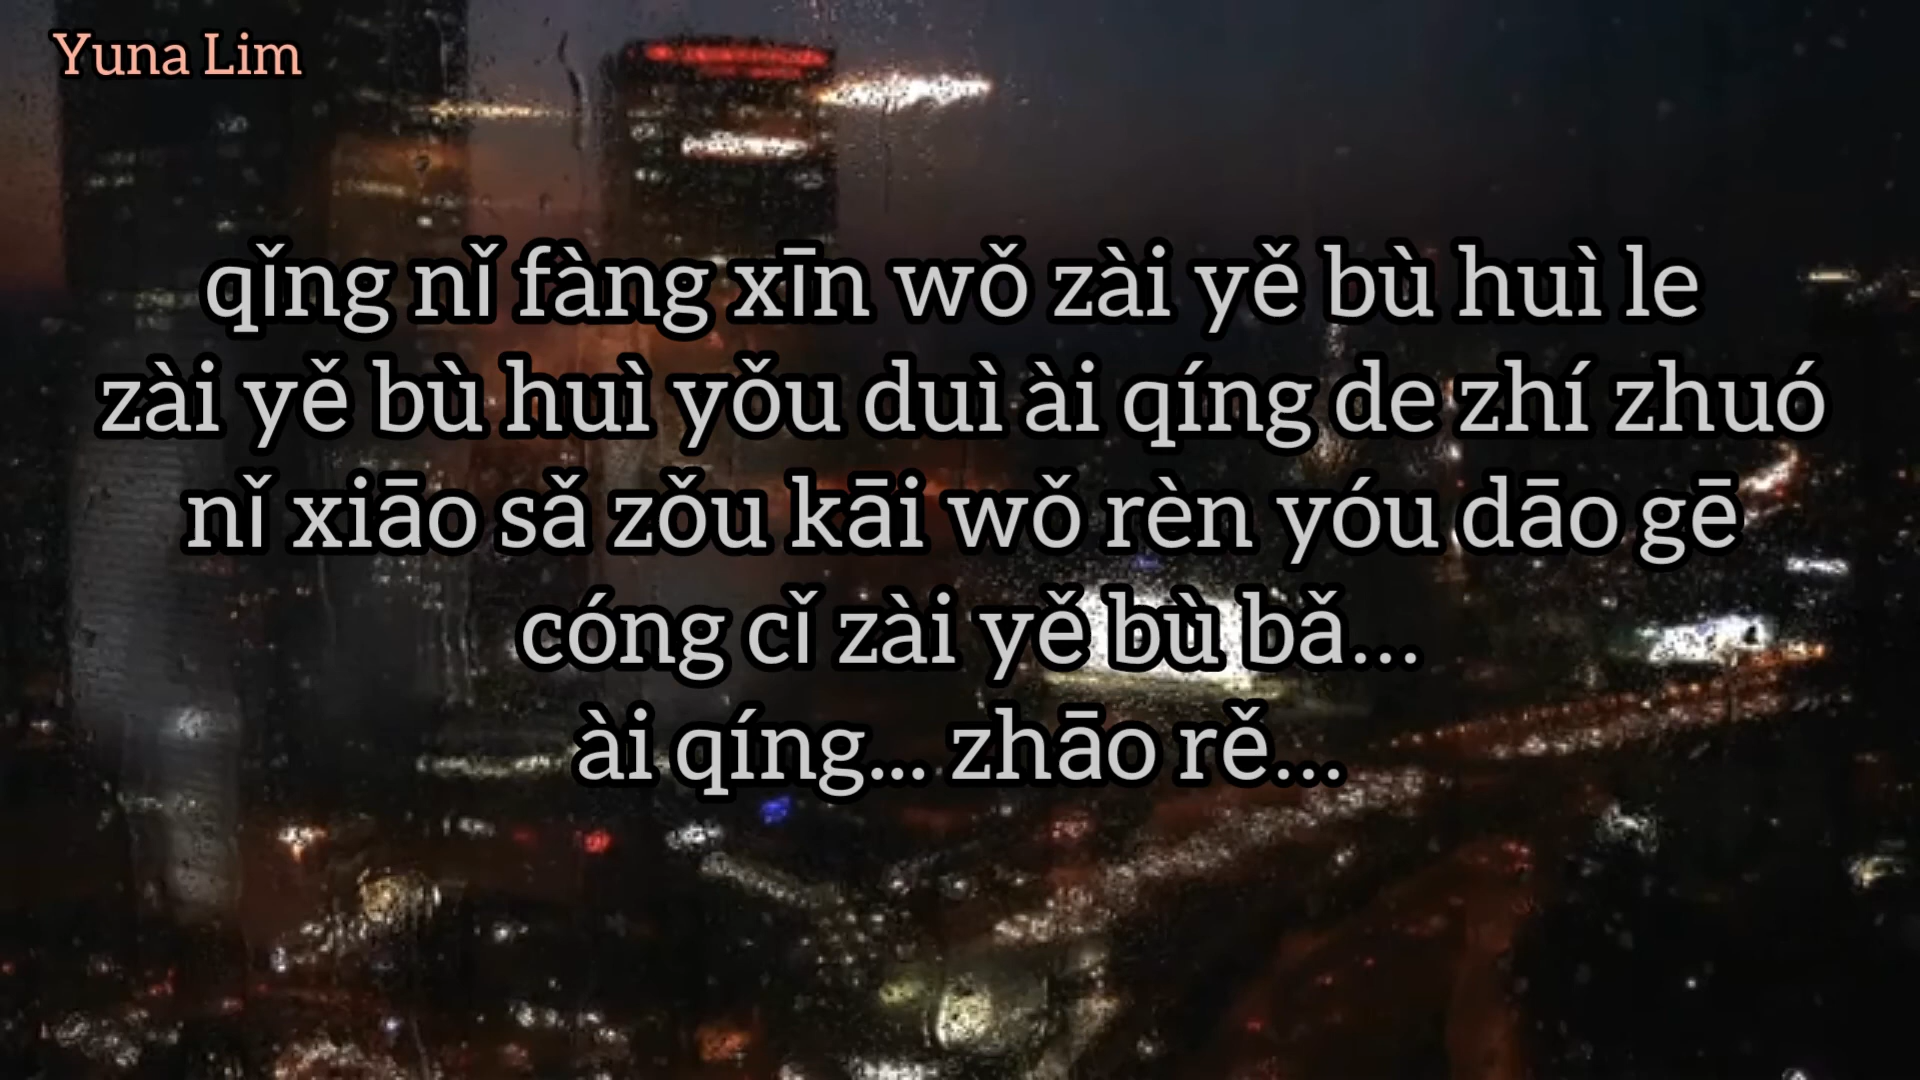 Yuna Lim
qǐng nǐ fàng xīn wǒ zài yě bù huì le
zài yě bù huì yǒu duì ài qíng de zhí zhuó
nǐ xiāo sǎ zǒu kāi wǒ rèn yóu dāo gē
cóng cǐ zài yě bù bǎ...
ài qíng... zhāo rě...